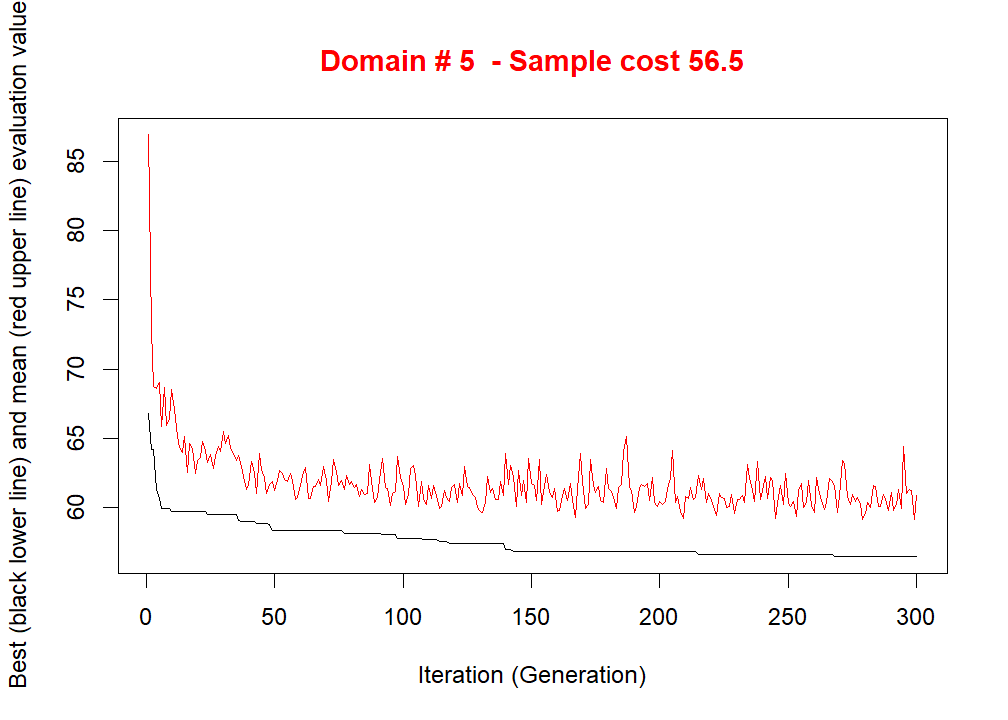 Domain # 5  - Sample cost 56.5
Best (black lower line) and mean (red upper line) evaluation value
85
80
75
70
65
60
0 50 100 150 200 250 300
Iteration (Generation)